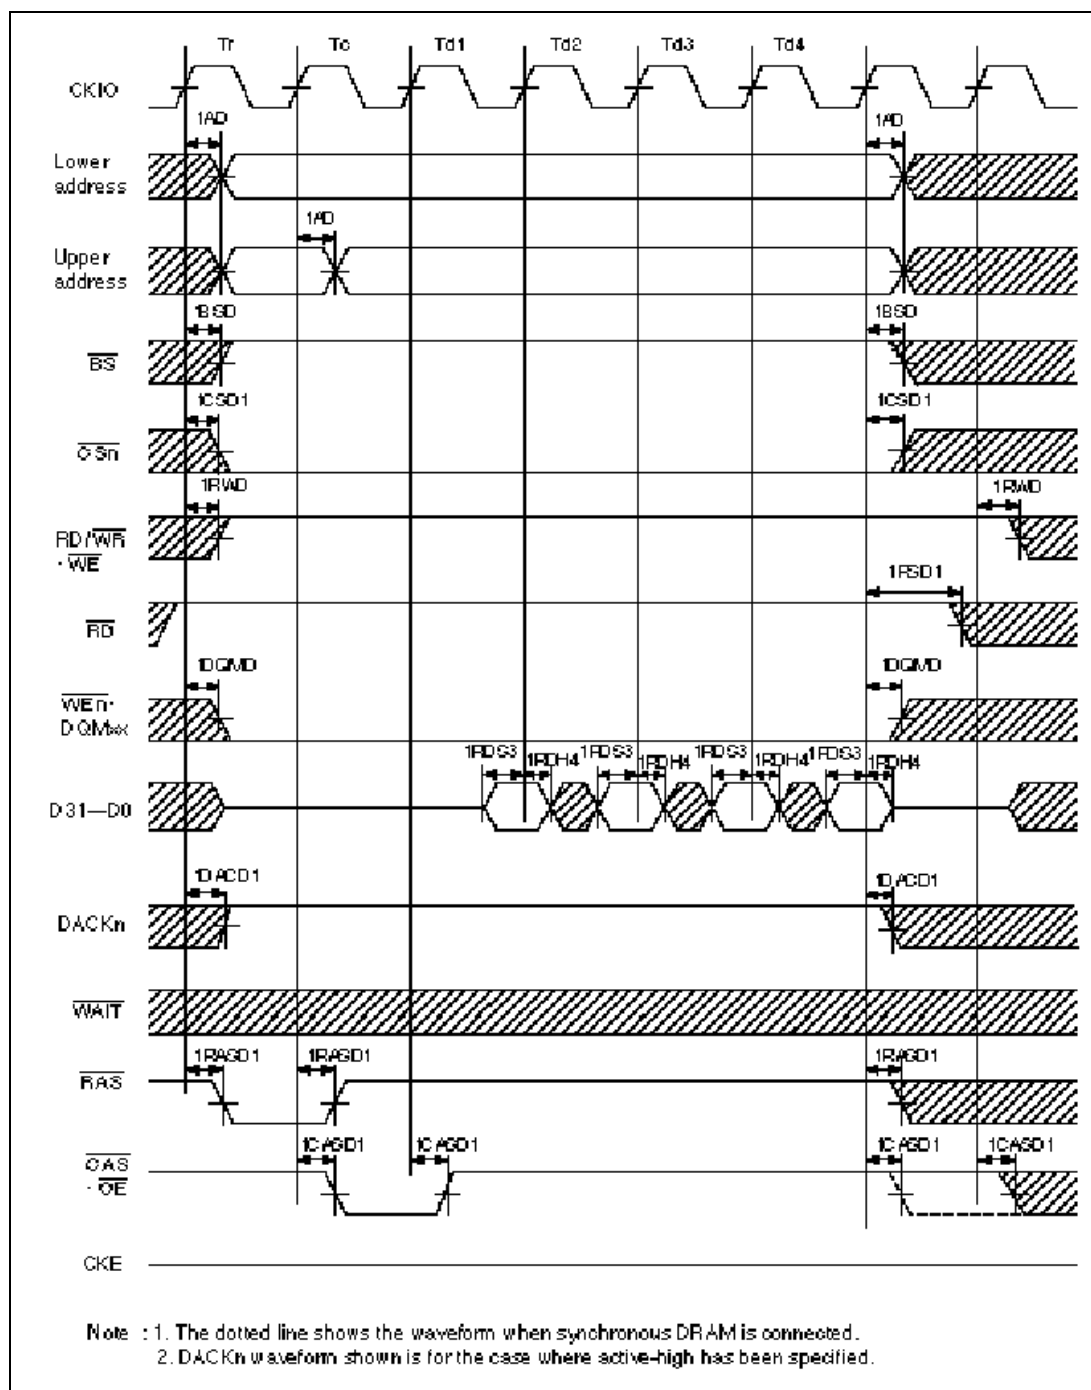 Tr Tc Td1 Td2 Td3 Td4
CKIO
tAD tAD
Lower
address
tAD
Upper
address
tBSD tBSD
BS
tCSD1 tCSD1
CSn
tRWD tRWD
RD/WR
·WE
tRSD1
RD
tDQMD tDQMD
WEn·
DQMxx
tRDS3 tRDH4 tRDS3 tRDH4 tRDS3 tRDH4 tRDS3 tRDH4
D31—D0
tDACD1 tDACD1
DACKn
WAIT
tRASD1 tRASD1 tRASD1
RAS
tCASD1 tCASD1 tCASD1 tCASD1
CAS
·OE
CKE
Note : 1. The dotted line shows the waveform when synchronous DRAM is connected.
2. DACKn waveform shown is for the case where active-high has been specified.